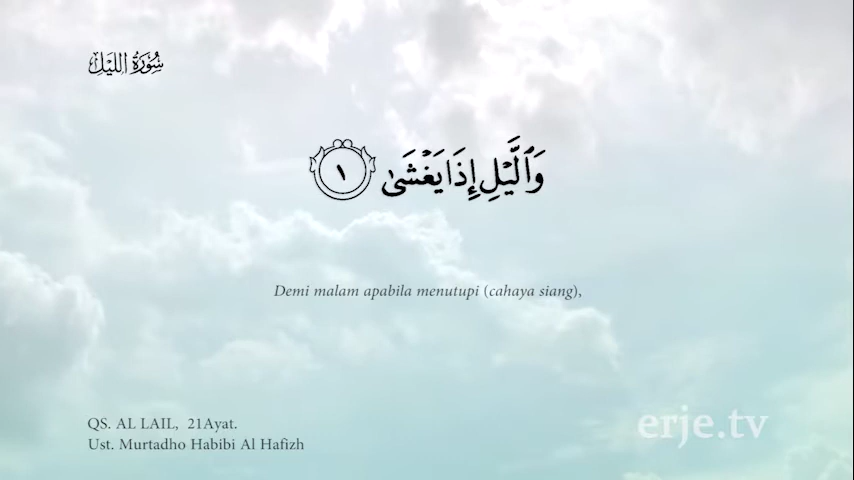 سُورَةُ اللَّيْلِ
وَٱلَّيْلِ إِذَا يَغْشَىٰ ١
Demi malam apabila menutupi (cahaya siang),
QS. AL LAIL, 21Ayat.
Ust. Murtadho Habibi Al Hafizh
erje.tv